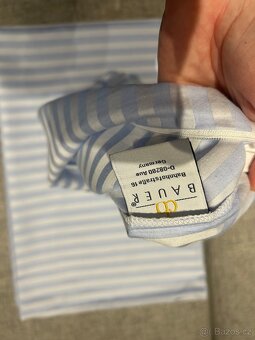 BAUER®
Bahnhofstraße 16
D-08280 Aue
Germany
© Bazos.cz